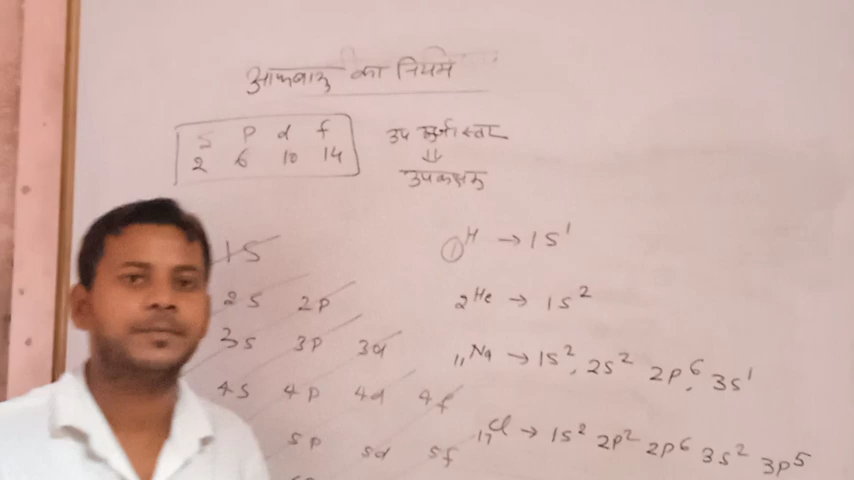 आफबाऊ का नियम
s p d f
2 6 10 14
उप ऊर्जा स्तर
⇓
उपकक्षक
1s
2s 2p
3s 3p 3d
4s 4p 4d 4f
5p 5d 5f
①H → 1s¹
₂He → 1s²
₁₁Na → 1s², 2s² 2p⁶, 3s¹
₁₇Cl → 1s² 2p² 2p⁶ 3s² 3p⁵